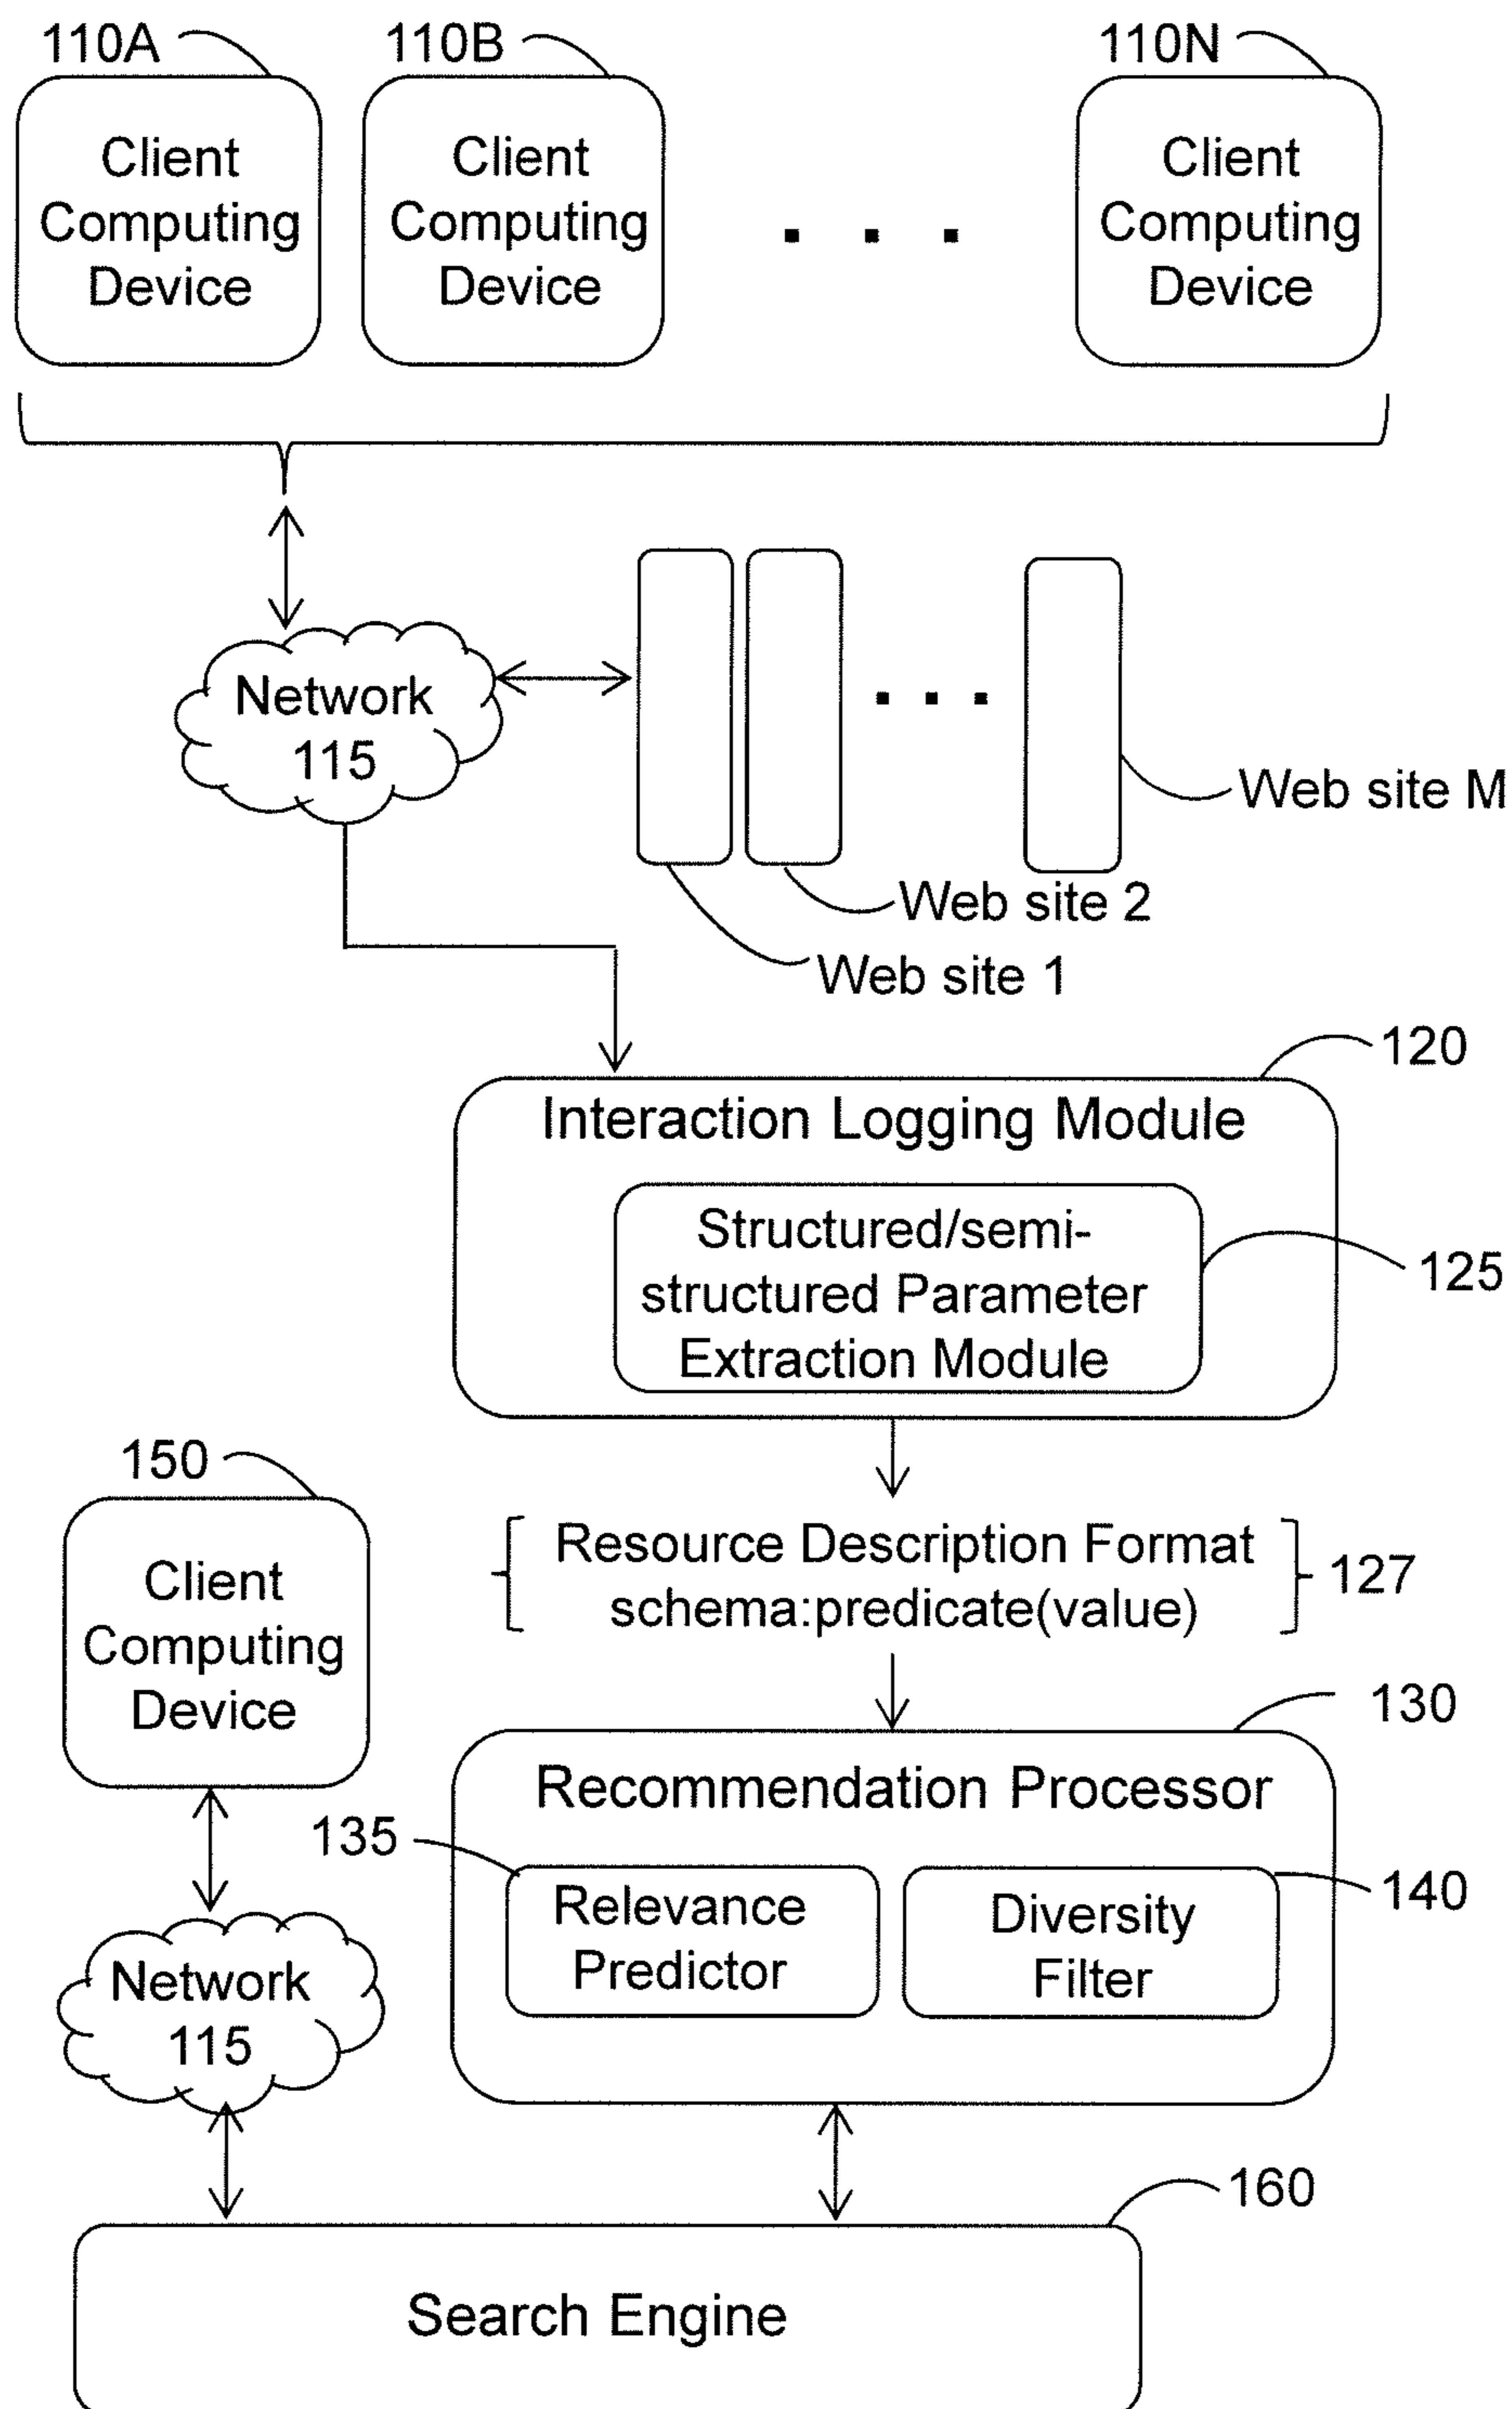 110A
110B
110N
Client
Computing
Device
Client
Computing
Device
. . .
Client
Computing
Device
Network
115
. . .
Web site M
Web site 2
Web site 1
120
Interaction Logging Module
Structured/semi-
structured Parameter
Extraction Module
125
150
Client
Computing
Device
Resource Description Format
schema:predicate(value)
127
130
Recommendation Processor
135
Relevance
Predictor
140
Diversity
Filter
Network
115
160
Search Engine